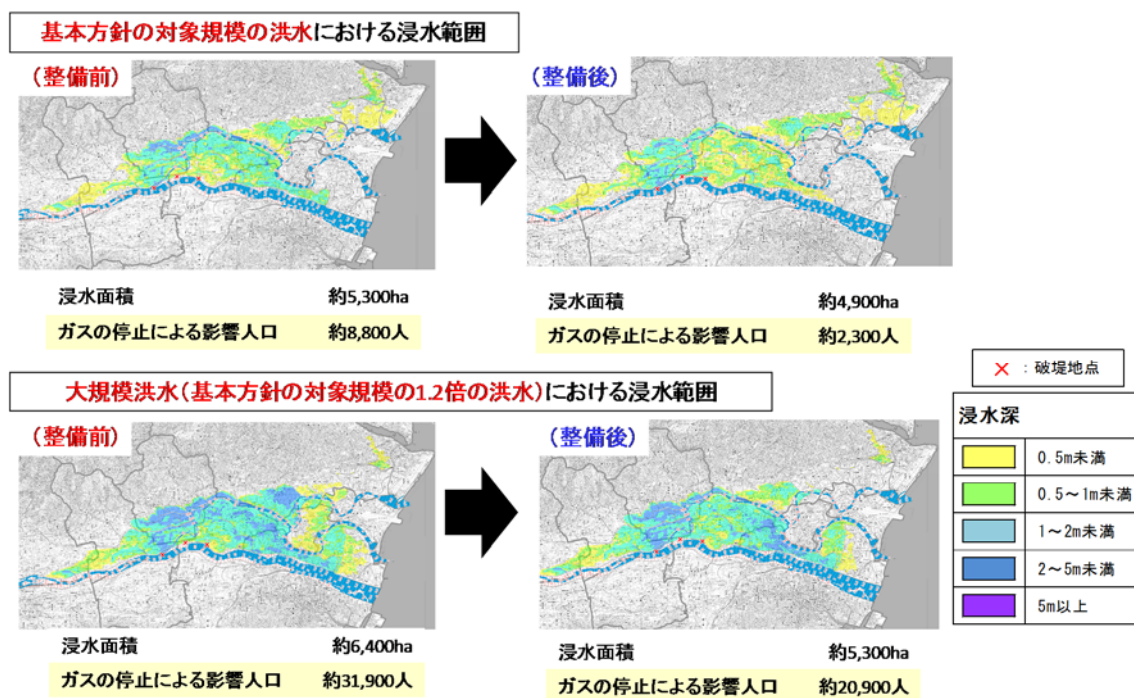 基本方針の対象規模の洪水における浸水範囲
(整備前)
(整備後)
浸水面積 約5,300ha
ガスの停止による影響人口 約8,800人
浸水面積 約4,900ha
ガスの停止による影響人口 約2,300人
大規模洪水(基本方針の対象規模の1.2倍の洪水)における浸水範囲
(整備前)
(整備後)
浸水面積 約6,400ha
ガスの停止による影響人口 約31,900人
浸水面積 約5,300ha
ガスの停止による影響人口 約20,900人
×:破堤地点
浸水深
0.5m未満
0.5~1m未満
1~2m未満
2~5m未満
5m以上